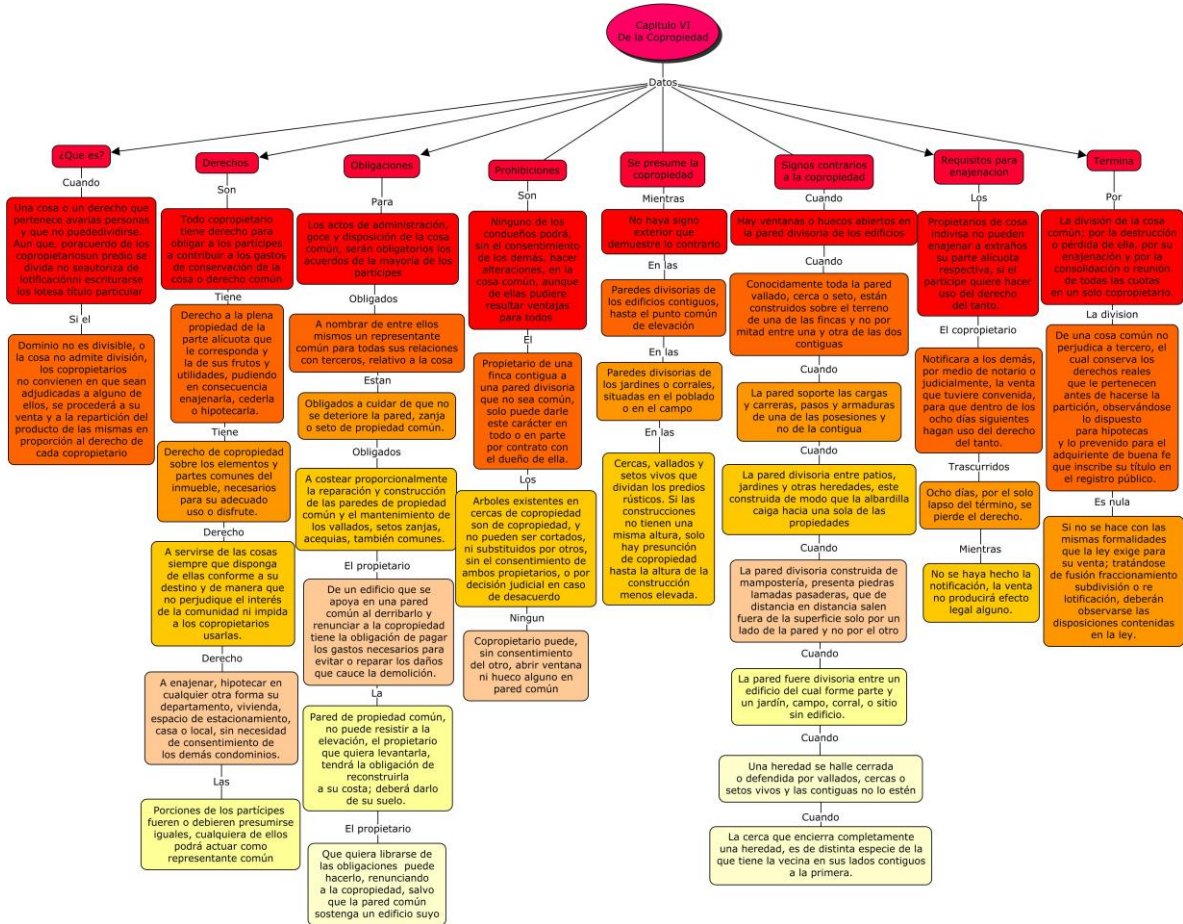 Capitulo VI
De la Copropiedad
Datos
¿Que es?
Cuando
Una cosa o un derecho que
pertenece avarias personas
y que no puededividirse.
Aun que, poracuerdo de los
copropietariosun predio se
divida no seautoriza de
lotificaciónni escriturarse
los lotesa título particular
Si el
Dominio no es divisible, o
la cosa no admite división,
los copropietarios
no convienen en que sean
adjudicadas a alguno de
ellos, se procederá a su
venta y a la repartición del
producto de las mismas en
proporción al derecho de
cada copropietario
Derechos
Son
Todo copropietario
tiene derecho para
obligar a los partícipes
a contribuir a los gastos
de conservación de la
cosa o derecho común
Tiene
Derecho a la plena
propiedad de la
parte alícuota que
le corresponda y
la de sus frutos y
utilidades, pudiendo
en consecuencia
enajenarla, cederla
o hipotecarla.
Tiene
Derecho de copropiedad
sobre los elementos y
partes comunes del
inmueble, necesarios
para su adecuado
uso o disfrute.
Derecho
A servirse de las cosas
siempre que disponga
de ellas conforme a su
destino y de manera que
no perjudique el interés
de la comunidad ni impida
a los copropietarios
usarlas.
Derecho
A enajenar, hipotecar en
cualquier otra forma su
departamento, vivienda,
espacio de estacionamiento,
casa o local, sin necesidad
de consentimiento de
los demás condominios.
Las
Porciones de los partícipes
fueren o debieren presumirse
iguales, cualquiera de ellos
podrá actuar como
representante común
Obligaciones
Para
Los actos de administración,
goce y disposición de la cosa
común, serán obligatorios los
acuerdos de la mayoría de los
participes
Obligados
A nombrar de entre ellos
mismos un representante
común para todas sus relaciones
con terceros, relativo a la cosa
Estan
Obligados a cuidar de que no
se deteriore la pared, zanja
o seto de propiedad común.
Obligados
A costear proporcionalmente
la reparación y construcción
de las paredes de propiedad
común y el mantenimiento de
los vallados, setos zanjas,
acequias, también comunes.
El propietario
De un edificio que se
apoya en una pared
común al derribarlo y
renunciar a la copropiedad
tiene la obligación de pagar
los gastos necesarios para
evitar o reparar los daños
que cauce la demolición.
La
Pared de propiedad común,
no puede resistir a la
elevación, el propietario
que quiera levantarla,
tendrá la obligación de
reconstruirla
a su costa; deberá darlo
de su suelo.
El propietario
Que quiera librarse de
las obligaciones puede
hacerlo, renunciando
a la copropiedad, salvo
que la pared común
sostenga un edificio suyo
Prohibiciones
Son
Ninguno de los
condueños podrá,
sin el consentimiento
de los demás, hacer
alteraciones, en la
cosa común, aunque
de ellas pudiere
resultar ventajas
para todos
El
Propietario de una
finca contigua a
una pared divisoria
que no sea común,
solo puede darle
este carácter en
todo o en parte
por contrato con
el dueño de ella.
Los
Arboles existentes en
cercas de copropiedad
son de copropiedad, y
no pueden ser cortados,
ni substituidos por otros,
sin el consentimiento de
ambos propietarios, o por
decisión judicial en caso
de desacuerdo
Ningun
Copropietario puede,
sin consentimiento
del otro, abrir ventana
ni hueco alguno en
pared común
Se presume la
copropiedad
Mientras
No haya signo
exterior que
demuestre lo contrario
En las
Paredes divisorias de
los edificios contiguos,
hasta el punto común
de elevación
En las
Paredes divisorias de
los jardines o corrales,
situadas en el poblado
o en el campo
En las
Cercas, vallados y
setos vivos que
dividan los predios
rústicos. Si las
construcciones
no tienen una
misma altura, solo
hay presunción
de copropiedad
hasta la altura de la
construcción
menos elevada.
Signos contrarios
a la copropiedad
Cuando
Hay ventanas o huecos abiertos en
la pared divisoria de los edificios
Cuando
Conocidamente toda la pared
vallado, cerca o seto, están
construidos sobre el terreno
de una de las fincas y no por
mitad entre una y otra de las dos
contiguas
Cuando
La pared soporte las cargas
y carreras, pasos y armaduras
de una de las posesiones y
no de la contigua
Cuando
La pared divisoria entre patios,
jardines y otras heredades, este
construida de modo que la albardilla
caiga hacia una sola de las
propiedades
Cuando
La pared divisoria construida de
mampostería, presenta piedras
lamadas pasaderas, que de
distancia en distancia salen
fuera de la superficie solo por un
lado de la pared y no por el otro
Cuando
La pared fuere divisoria entre un
edificio del cual forme parte y
un jardín, campo, corral, o sitio
sin edificio.
Cuando
Una heredad se halle cerrada
o defendida por vallados, cercas o
setos vivos y las contiguas no lo estén
Cuando
La cerca que encierra completamente
una heredad, es de distinta especie de la
que tiene la vecina en sus lados contiguos
a la primera.
Requisitos para
enajenacion
Los
Propietarios de cosa
indivisa no pueden
enajenar a extraños
su parte alícuota
respectiva, si el
participe quiere hacer
uso del derecho
del tanto.
El copropietario
Notificara a los demás,
por medio de notario o
judicialmente, la venta
que tuviere convenida,
para que dentro de los
ocho días siguientes
hagan uso del derecho
del tanto.
Trascurridos
Ocho días, por el solo
lapso del término, se
pierde el derecho.
Mientras
No se haya hecho la
notificación, la venta
no producirá efecto
legal alguno.
Termina
Por
La división de la cosa
común; por la destrucción
o pérdida de ella, por su
enajenación y por la
consolidación o reunión
de todas las cuotas
en un solo copropietario.
La division
De una cosa común no
perjudica a tercero, el
cual conserva los
derechos reales
que le pertenecen
antes de hacerse la
partición, observándose
lo dispuesto
para hipotecas
y lo prevenido para el
adquiriente de buena fe
que inscribe su título en
el registro público.
Es nula
Si no se hace con las
mismas formalidades
que la ley exige para
su venta; tratándose
de fusión fraccionamiento
subdivisión o re
lotificación, deberán
observarse las
disposiciones contenidas
en la ley.